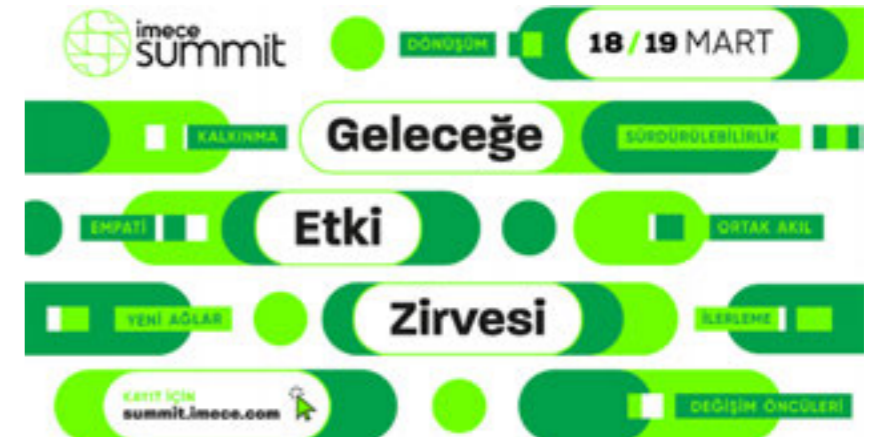 imece
summit
DÖNÜŞÜM
18/19 MART
KALKINMA
Geleceğe
SÜRDÜRÜLEBİLİRLİK
EMPATİ
Etki
ORTAK AKIL
YENİ AĞLAR
Zirvesi
İLERLEME
KAYIT İÇİN
summit.imece.com
DEĞİŞİM ÖNCÜLERİ